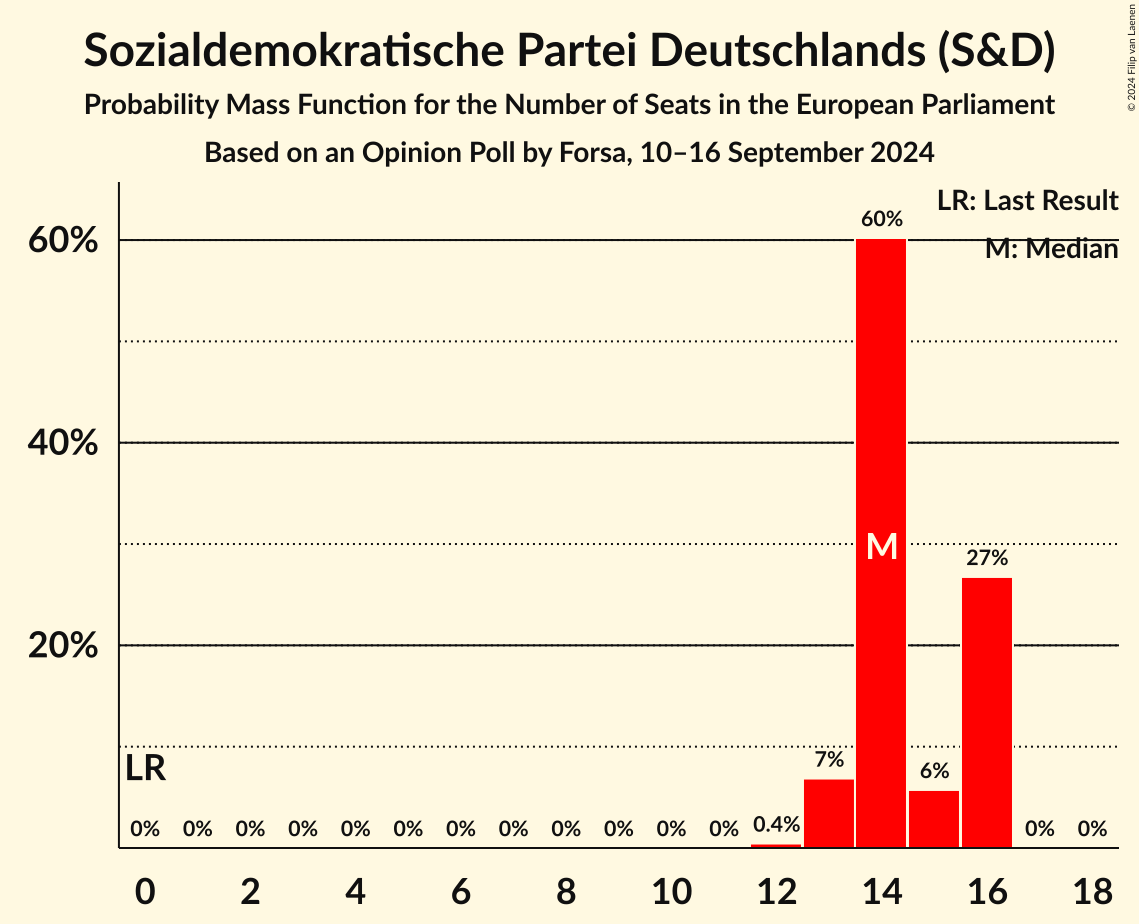 Sozialdemokratische Partei Deutschlands (S&D)
Probability Mass Function for the Number of Seats in the European Parliament
Based on an Opinion Poll by Forsa, 10–16 September 2024
© 2024 Filip van Laenen
LR: Last Result
M: Median
60%
40%
20%
60%
M
27%
LR
7%
6%
0% 0% 0% 0% 0% 0% 0% 0% 0% 0% 0% 0% 0.4% 0% 0%
0 2 4 6 8 10 12 14 16 18